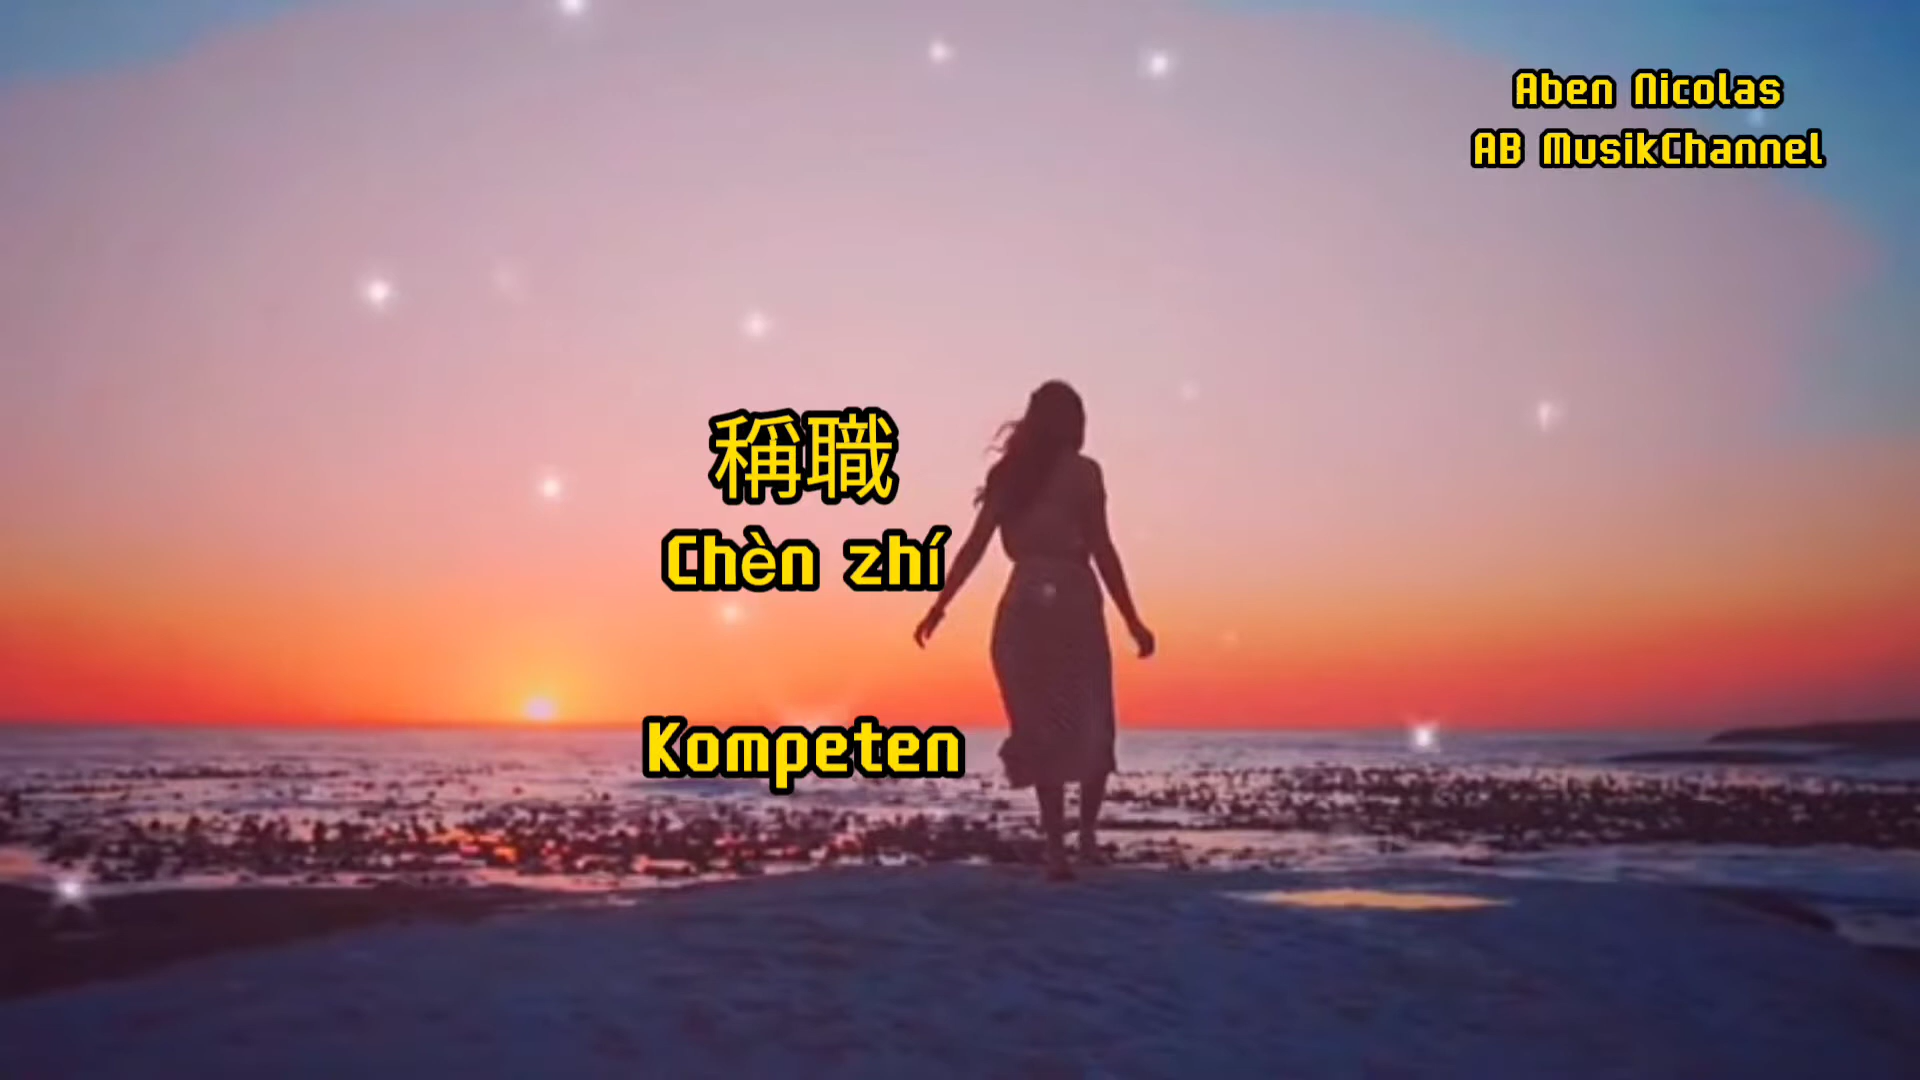 Aben Nicolas
AB MusikChannel
稱職
Chèn zhí
Kompeten